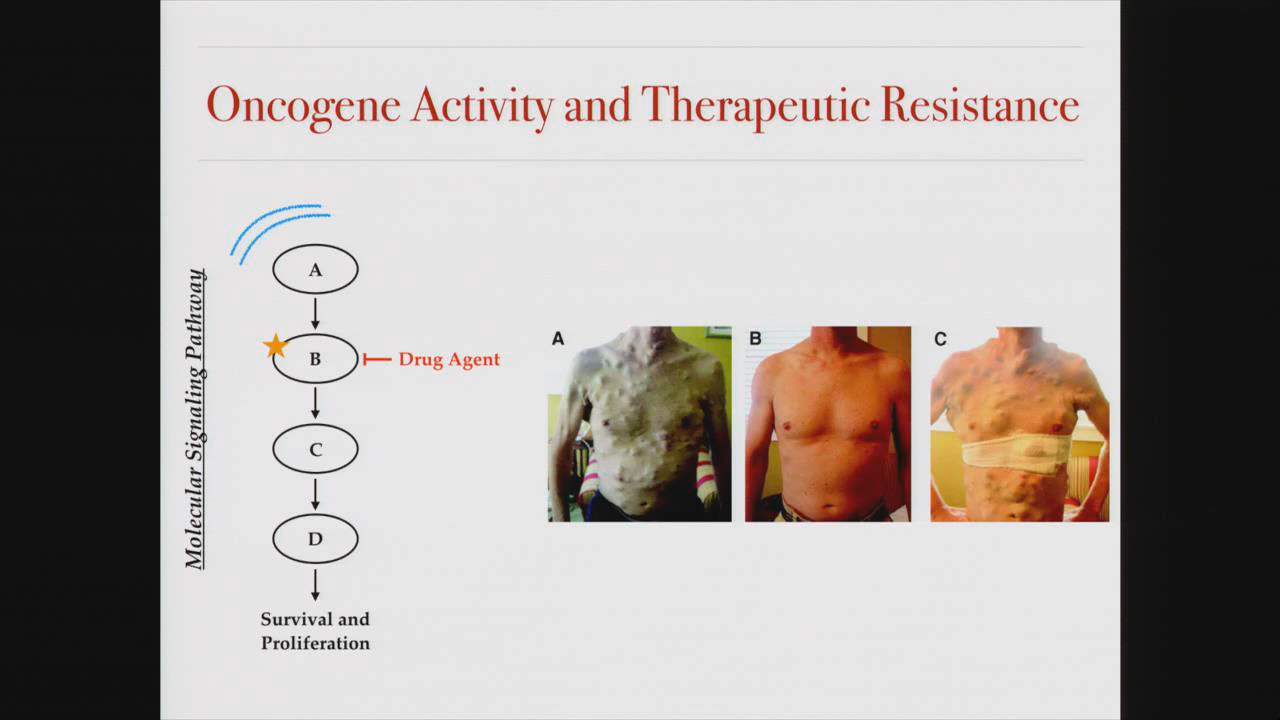 Oncogene Activity and Therapeutic Resistance
Molecular Signaling Pathway
A
B
Drug Agent
C
D
Survival and
Proliferation
A
B
C